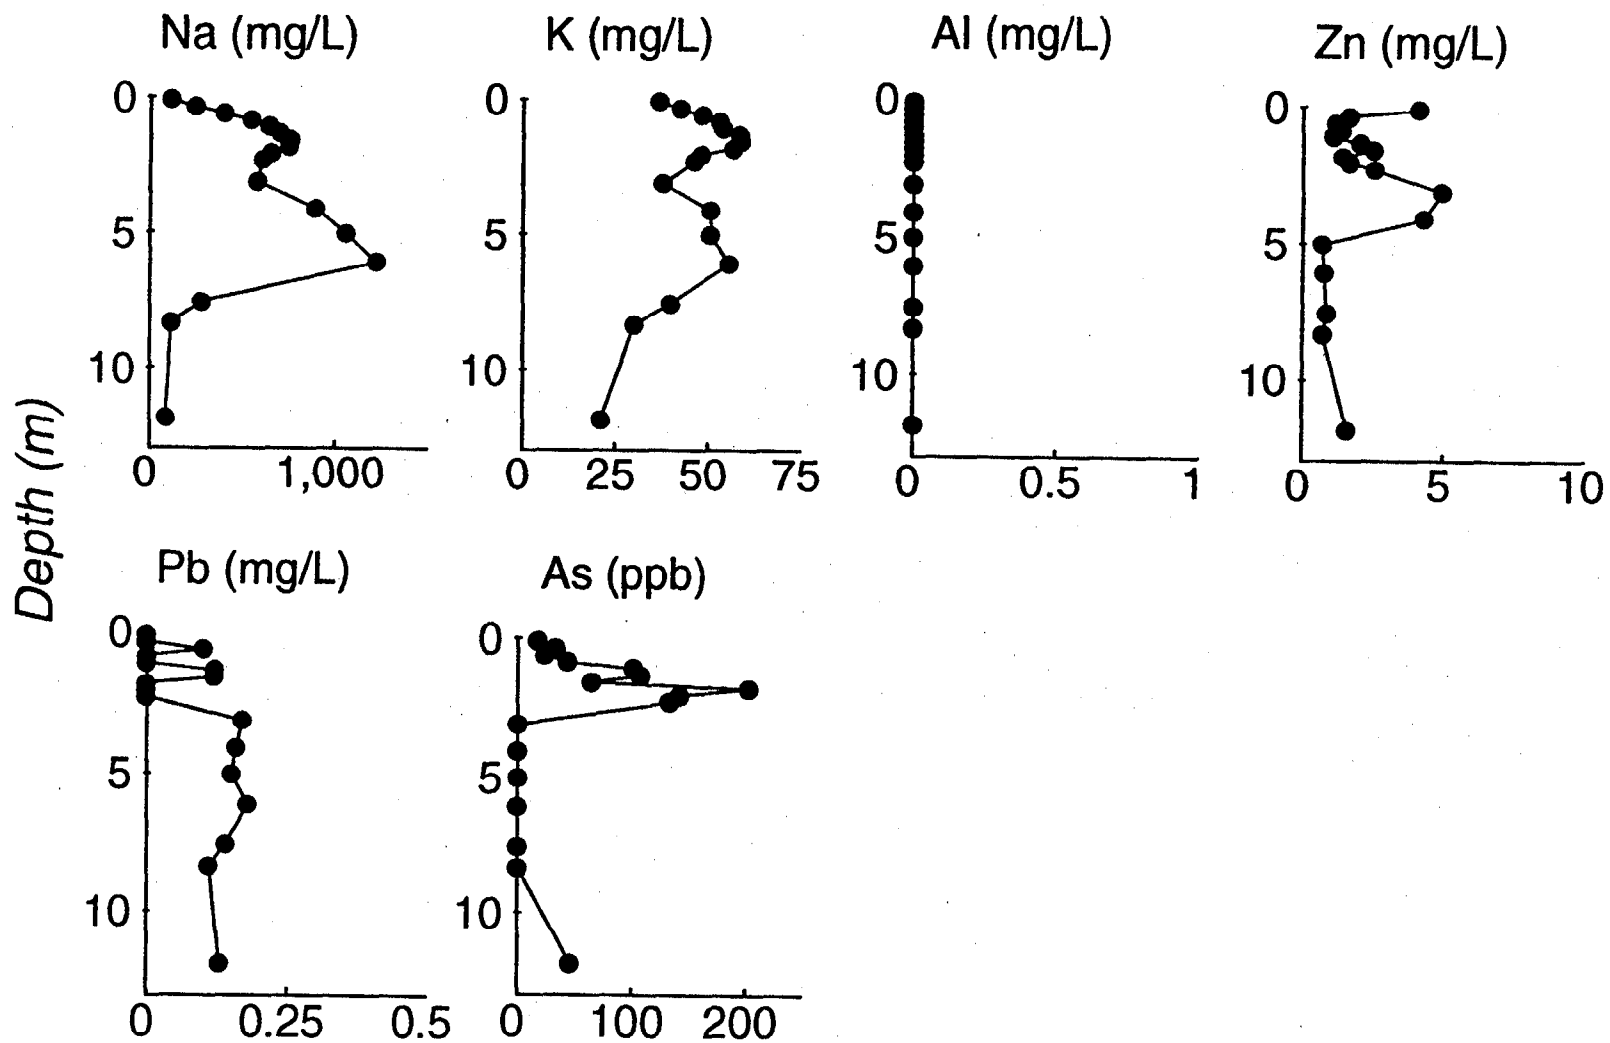 Na (mg/L) K (mg/L) Al (mg/L) Zn (mg/L)
0 0 0 0
5 5 5 5
10 10 10 10
0 1,000 0 25 50 75 0 0.5 1 0 5 10
Depth (m)
Pb (mg/L) As (ppb)
0 0
5 5
10 10
0 0.25 0.5 0 100 200